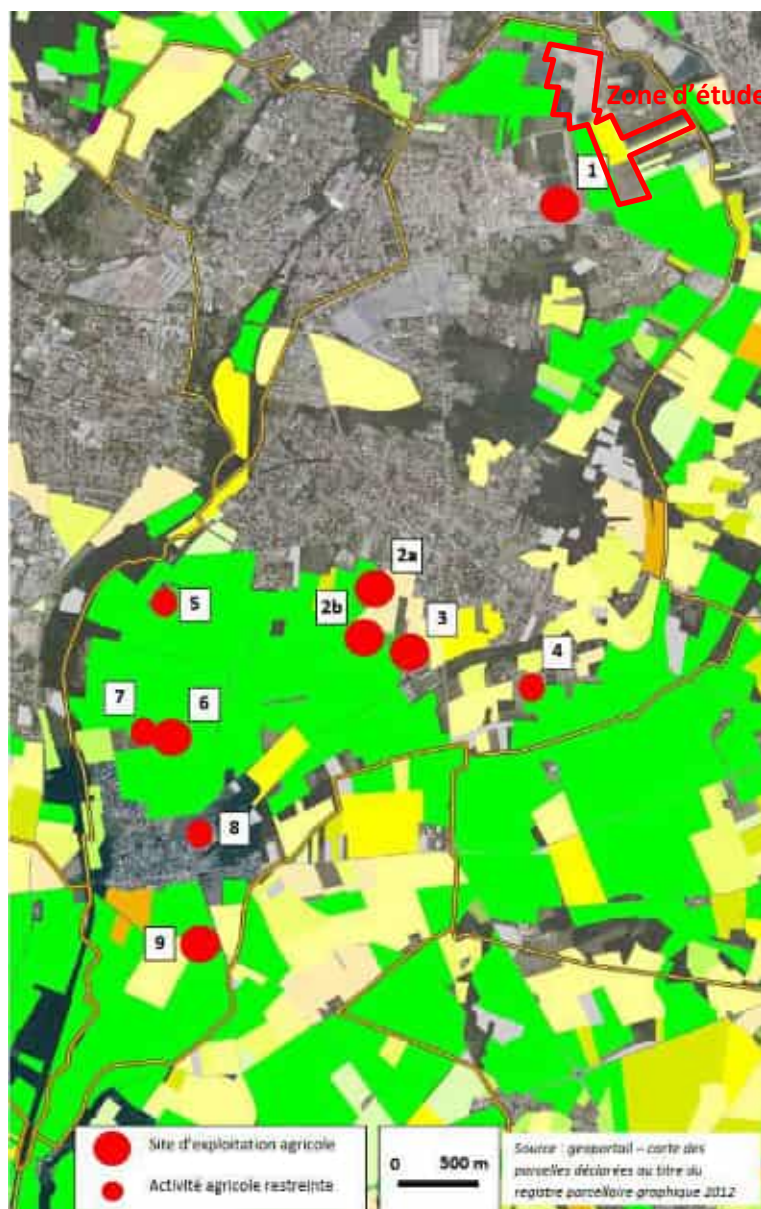 Zone d'étude
1
2a
2b
3
5
4
7
6
8
9
Site d'exploitation agricole
Activité agricole restreinte
0 500 m
Source : geoportail – carte des
parcelles déclarées au titre du
registre parcellaire graphique 2012